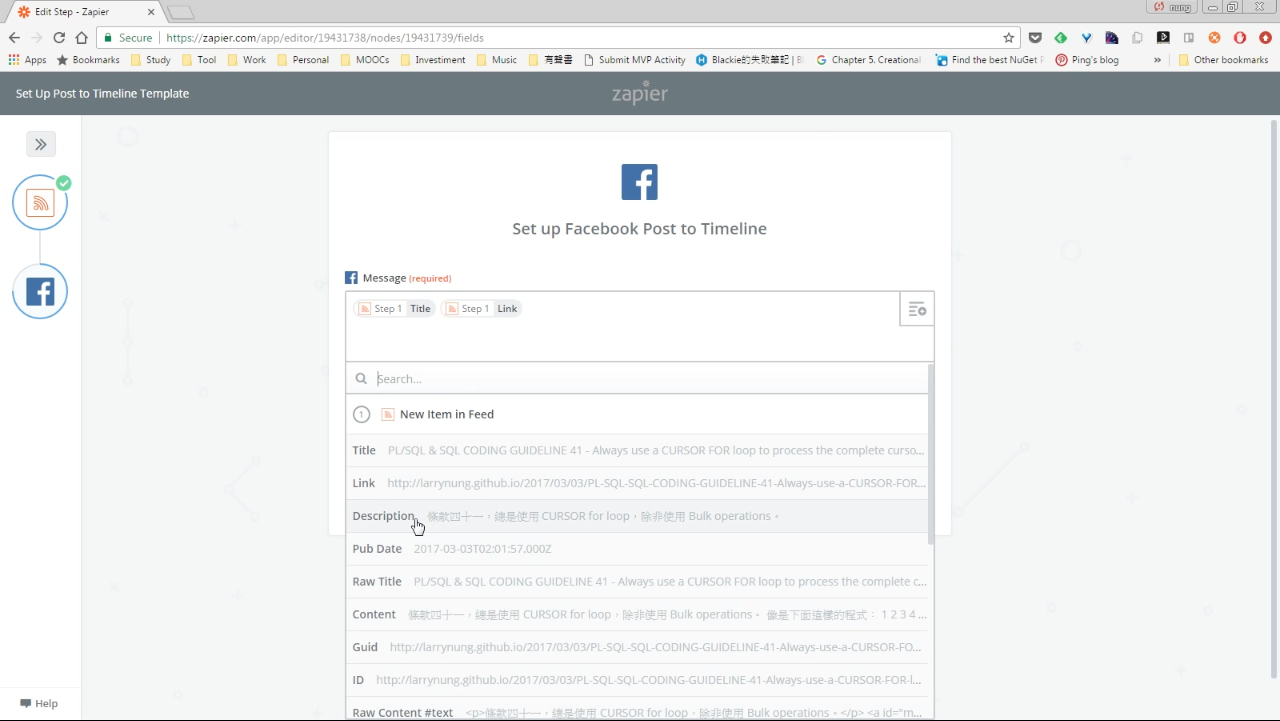 Edit Step - Zapier
nung
Secure | https://zapier.com/app/editor/19431738/nodes/19431739/fields
Apps Bookmarks Study Tool Work Personal MOOCs Investiment Music 有聲書 Submit MVP Activity Blackie的失敗筆記 | B Chapter 5. Creational Find the best NuGet P Ping's blog » Other bookmarks
Set Up Post to Timeline Template
zapier
Set up Facebook Post to Timeline
Message (required)
Step 1 Title Step 1 Link
Search...
1 New Item in Feed
Title PL/SQL & SQL CODING GUIDELINE 41 - Always use a CURSOR FOR loop to process the complete curso...
Link http://larrynung.github.io/2017/03/03/PL-SQL-SQL-CODING-GUIDELINE-41-Always-use-a-CURSOR-FOR...
Description 條款四十一,總是使用 CURSOR for loop,除非使用 Bulk operations。
Pub Date 2017-03-03T02:01:57.000Z
Raw Title PL/SQL & SQL CODING GUIDELINE 41 - Always use a CURSOR FOR loop to process the complete c...
Content 條款四十一,總是使用 CURSOR for loop,除非使用 Bulk operations。 像是下面這樣的程式: 1 2 3 4 ...
Guid http://larrynung.github.io/2017/03/03/PL-SQL-SQL-CODING-GUIDELINE-41-Always-use-a-CURSOR-FO...
ID http://larrynung.github.io/2017/03/03/PL-SQL-SQL-CODING-GUIDELINE-41-Always-use-a-CURSOR-FOR-l...
Raw Content #text <p>條款四十一,總是使用 CURSOR for loop,除非使用 Bulk operations。</p> <a id="m...
Help